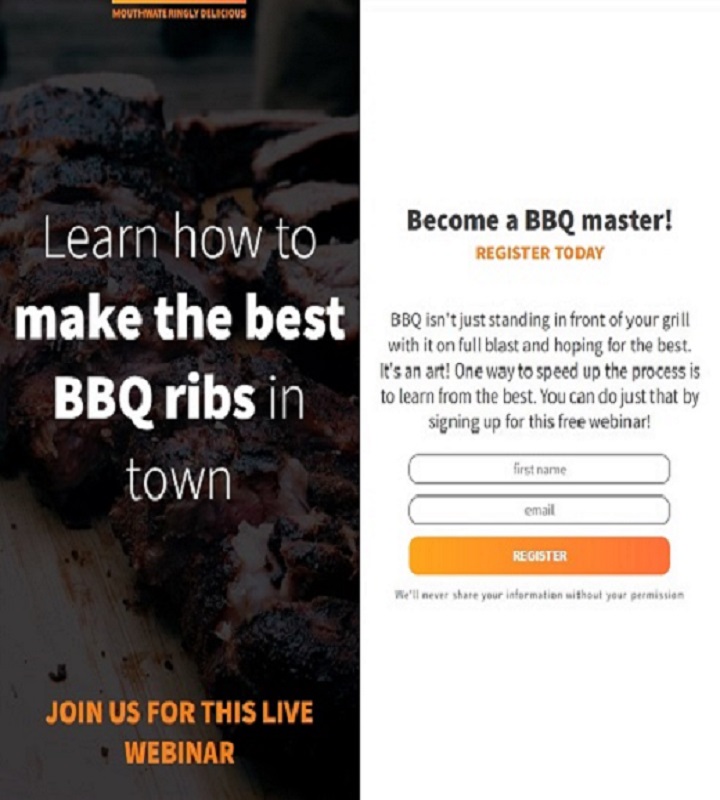 MOUTHWATERINGLY DELICIOUS
Learn how to
make the best
BBQ ribs in
town
JOIN US FOR THIS LIVE
WEBINAR
Become a BBQ master!
REGISTER TODAY
BBQ isn't just standing in front of your grill
with it on full blast and hoping for the best.
It's an art! One way to speed up the process is
to learn from the best. You can do just that by
signing up for this free webinar!
first name
email
REGISTER
We'll never share your information without your permission